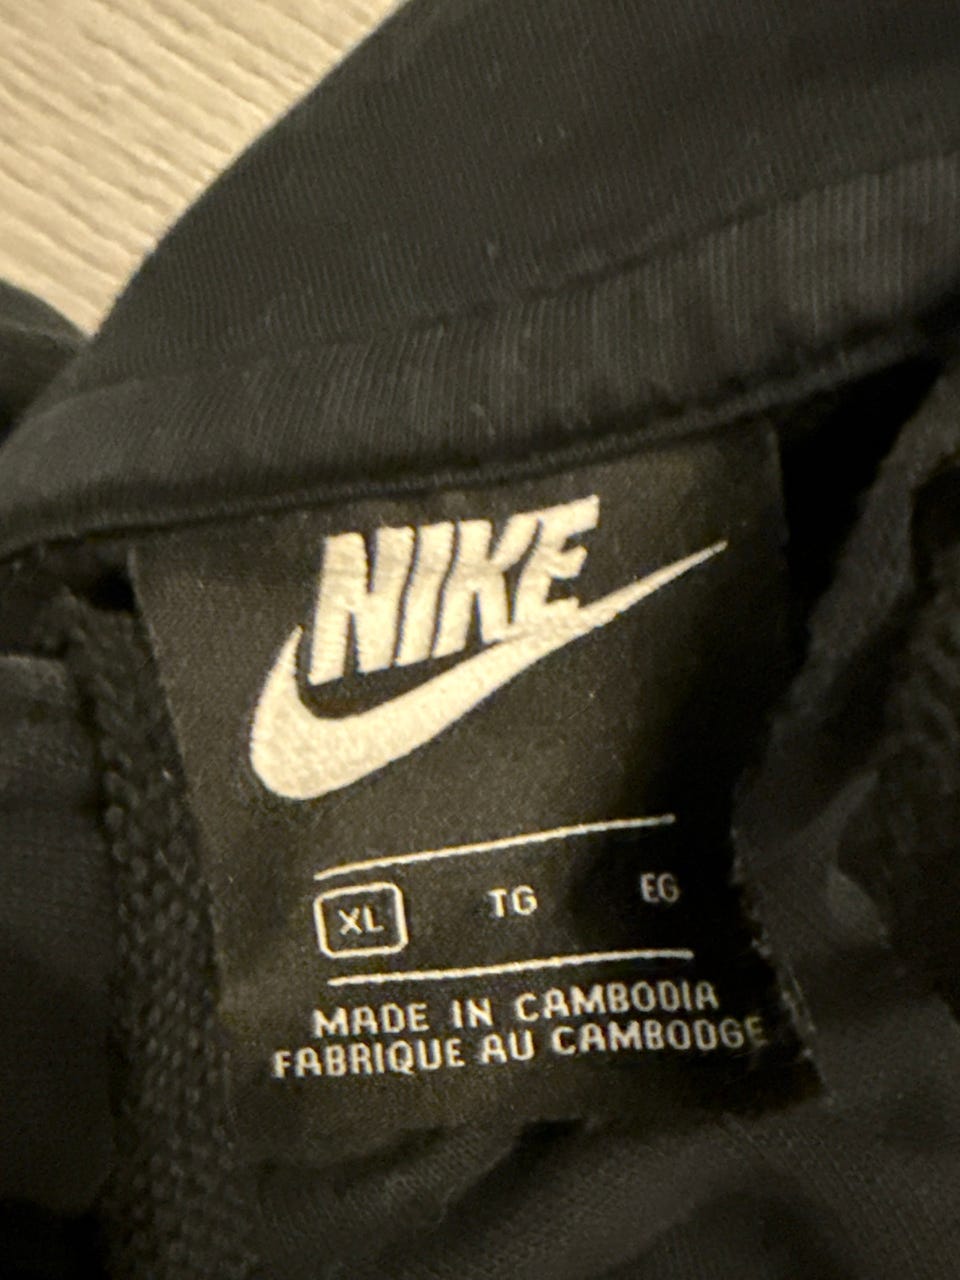 NIKE
XL TG EG
MADE IN CAMBODIA
FABRIQUE AU CAMBODGE